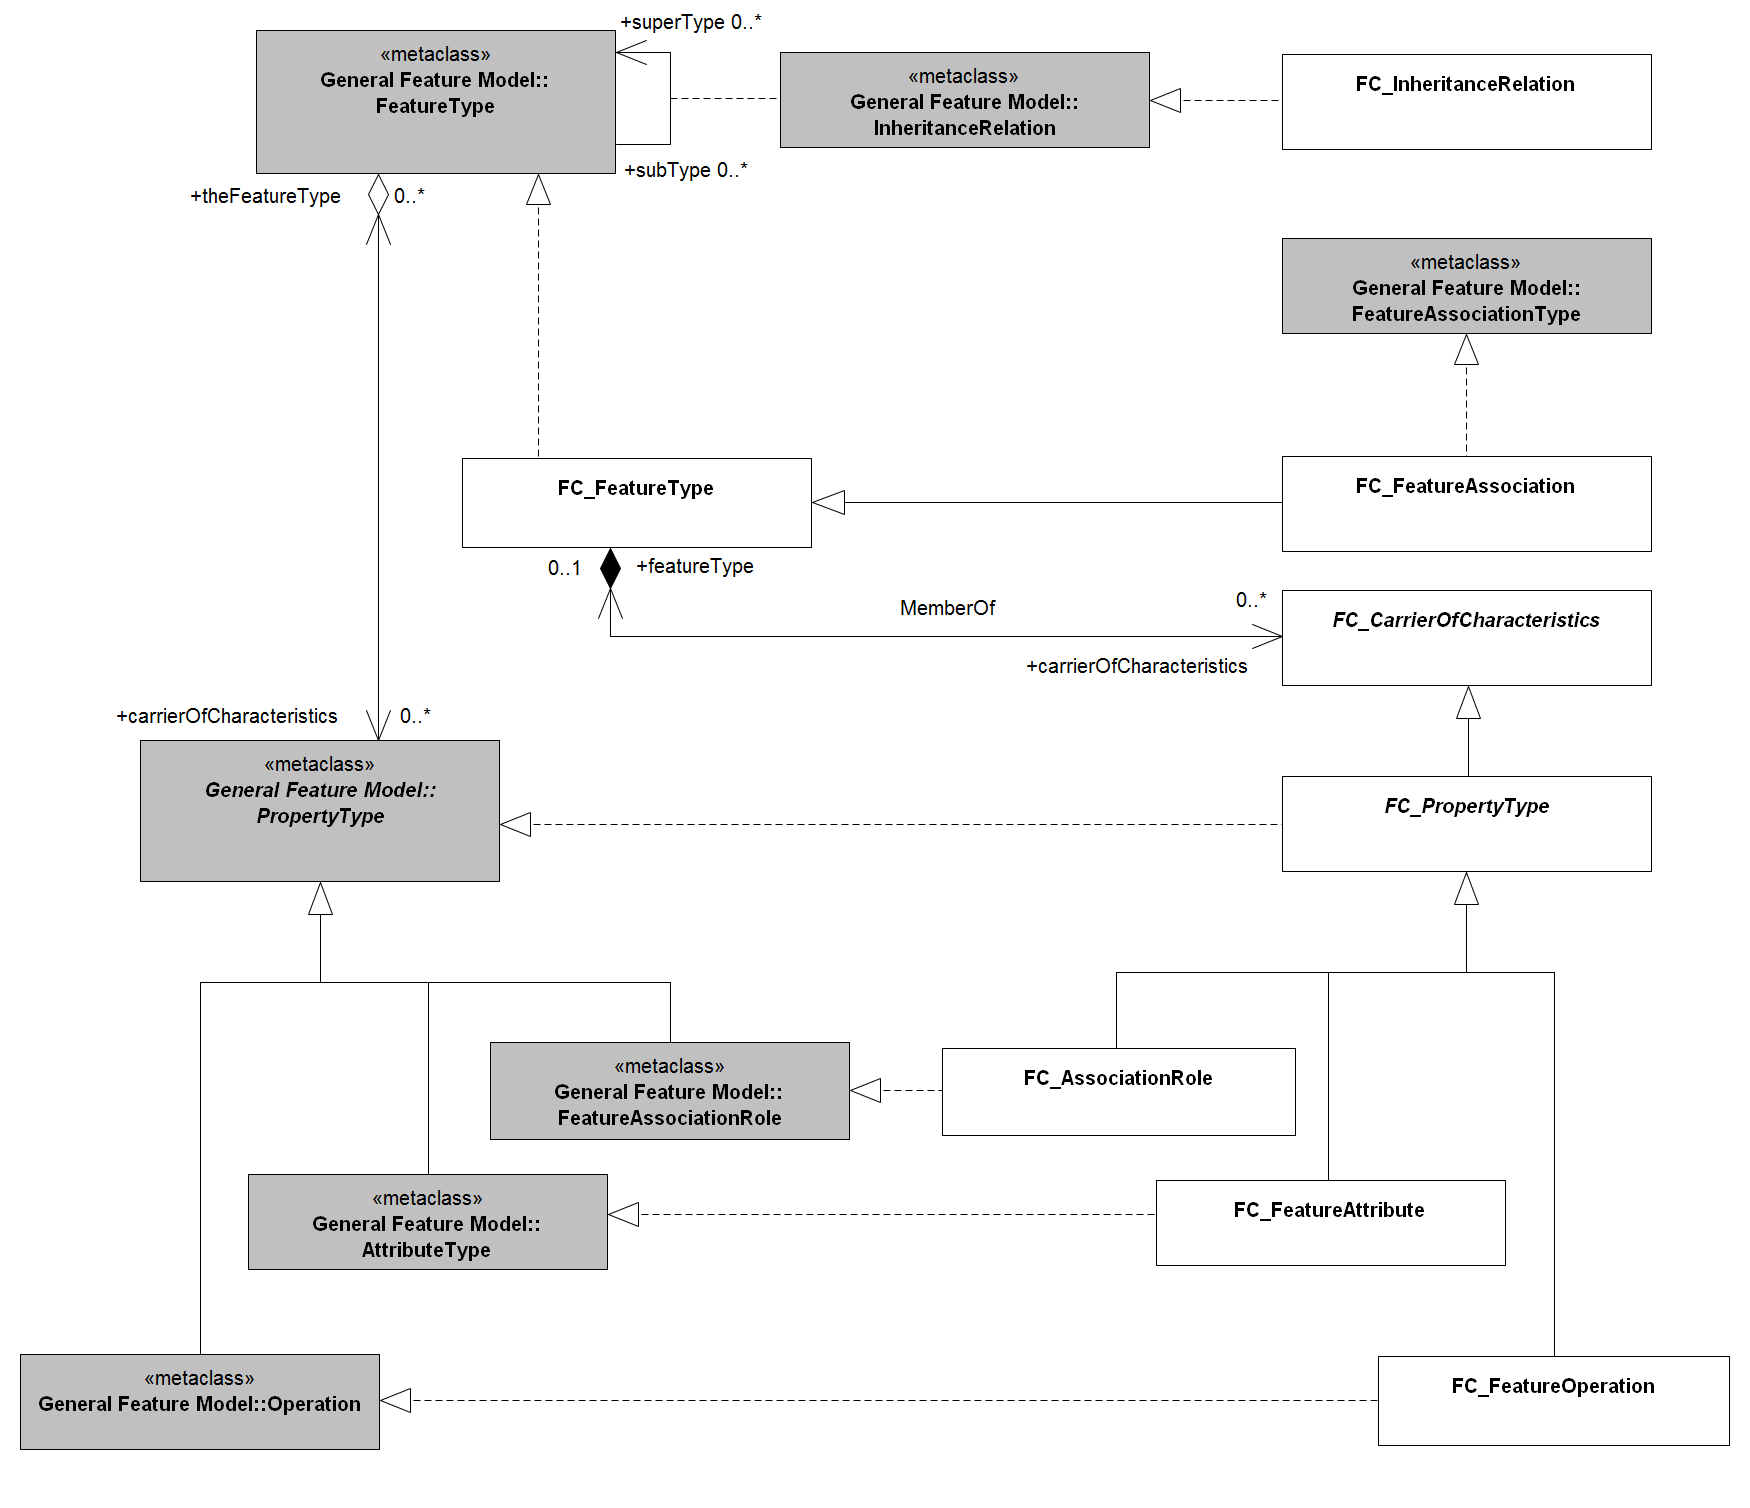 +superType 0..*
«metaclass»
General Feature Model::
FeatureType
«metaclass»
General Feature Model::
InheritanceRelation
FC_InheritanceRelation
+subType 0..*
+theFeatureType 0..*
«metaclass»
General Feature Model::
FeatureAssociationType
FC_FeatureType
FC_FeatureAssociation
0..1 +featureType
MemberOf
0..*
+carrierOfCharacteristics
FC_CarrierOfCharacteristics
+carrierOfCharacteristics 0..*
«metaclass»
General Feature Model::
PropertyType
FC_PropertyType
«metaclass»
General Feature Model::
FeatureAssociationRole
FC_AssociationRole
«metaclass»
General Feature Model::
AttributeType
FC_FeatureAttribute
«metaclass»
General Feature Model::Operation
FC_FeatureOperation